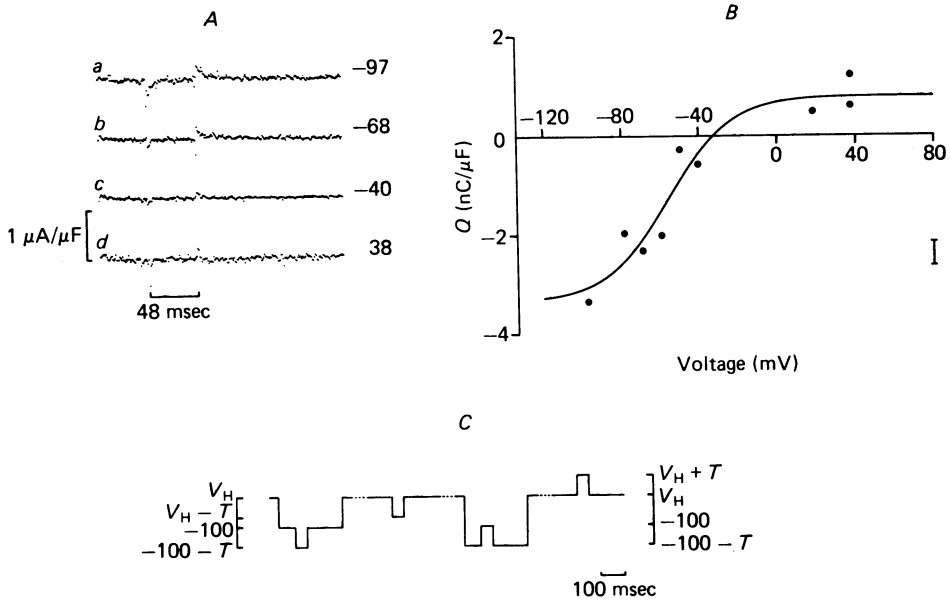 A
a
−97
b
−68
c
−40
1 μA/μF
d
38
48 msec
B
2
0
−2
−4
Q (nC/μF)
−120
−80
−40
0
40
80
Voltage (mV)
C
V_H
V_H − T
−100
−100 − T
V_H + T
V_H
−100
−100 − T
100 msec